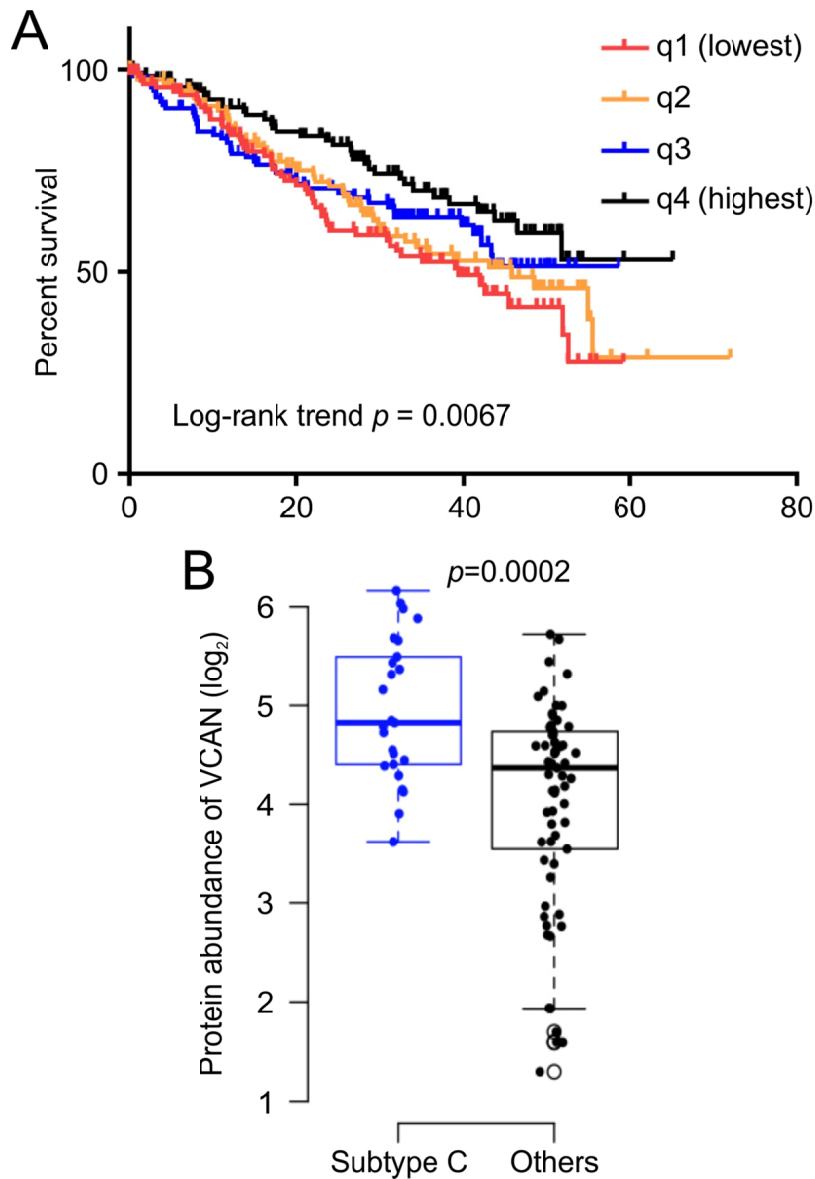 A
q1 (lowest)
q2
q3
q4 (highest)
Percent survival
100
50
0
Log-rank trend p = 0.0067
0 20 40 60 80
B
p=0.0002
Protein abundance of VCAN (log2)
6
5
4
3
2
1
Subtype C Others